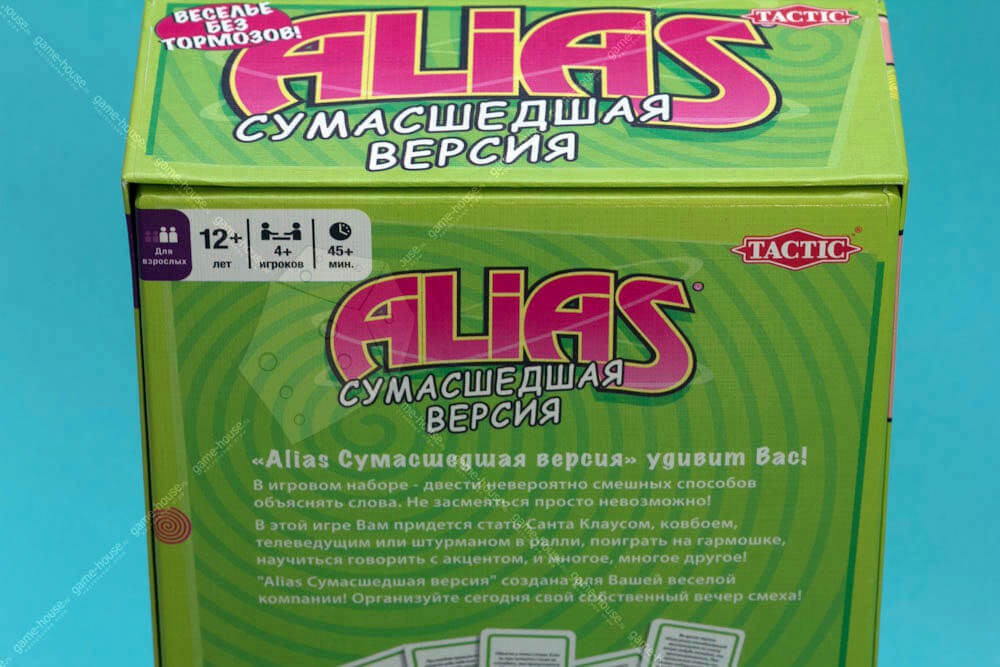 ВЕСЕЛЬЕ
БЕЗ
ТОРМОЗОВ!
ALiAS
TACTIC
СУМАСШЕДШАЯ
ВЕРСИЯ
Для
взрослых
12+
лет
4+
игроков
45+
мин.
TACTIC®
ALiAS®
СУМАСШЕДШАЯ
ВЕРСИЯ
«Alias Сумасшедшая версия» удивит Вас!
В игровом наборе - двести невероятно смешных способов
объяснять слова. Не засмеяться просто невозможно!
В этой игре Вам придется стать Санта Клаусом, ковбоем,
телеведущим или штурманом в ралли, поиграть на гармошке,
научиться говорить с акцентом, и многое, многое другое!
"Alias Сумасшедшая версия" создана для Вашей веселой
компании! Организуйте сегодня свой собственный вечер смеха!